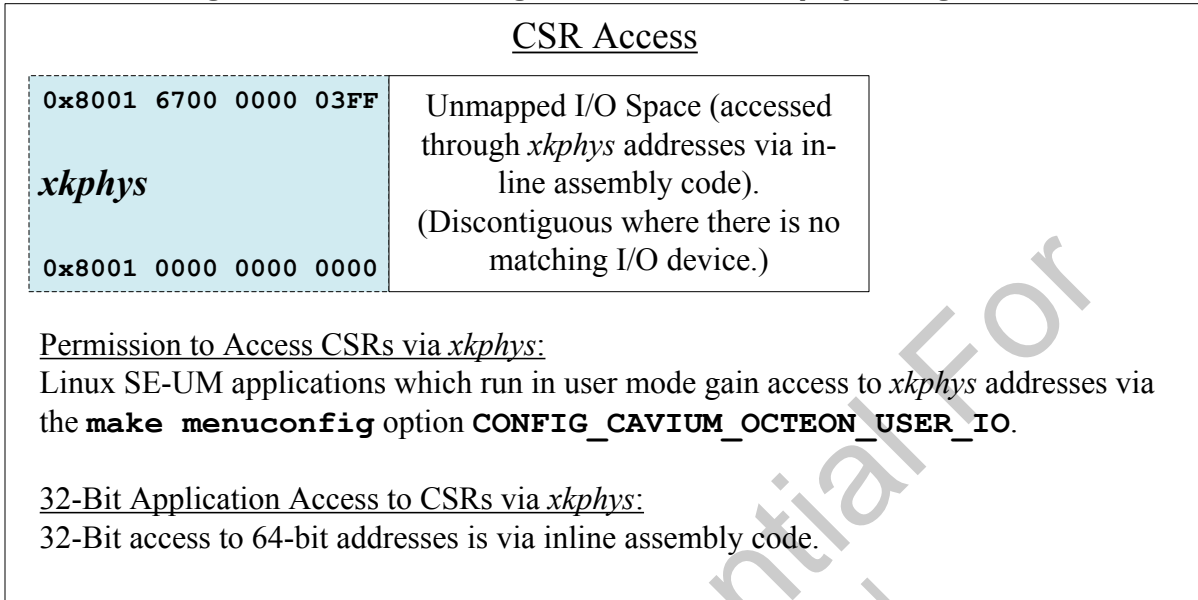 CSR Access
0x8001 6700 0000 03FF
xkphys
0x8001 0000 0000 0000
Unmapped I/O Space (accessed
through xkphys addresses via in-
line assembly code).
(Discontiguous where there is no
matching I/O device.)
Permission to Access CSRs via xkphys:
Linux SE-UM applications which run in user mode gain access to xkphys addresses via
the make menuconfig option CONFIG_CAVIUM_OCTEON_USER_IO.
32-Bit Application Access to CSRs via xkphys:
32-Bit access to 64-bit addresses is via inline assembly code.
ntial For